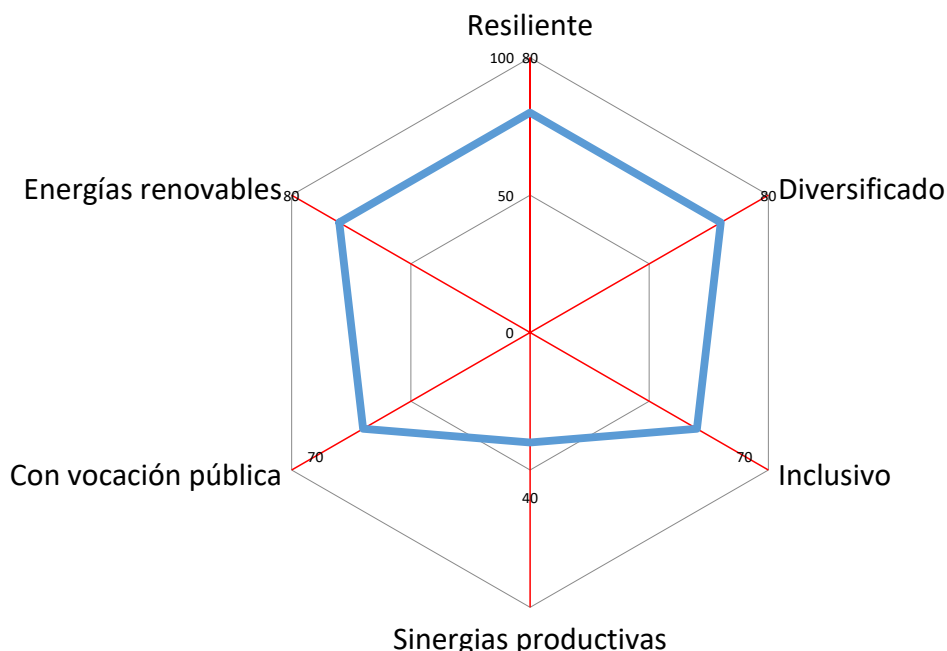 Resiliente
100 80
Energías renovables
80
50
80
Diversificado
0
Con vocación pública
70
70
Inclusivo
40
Sinergias productivas